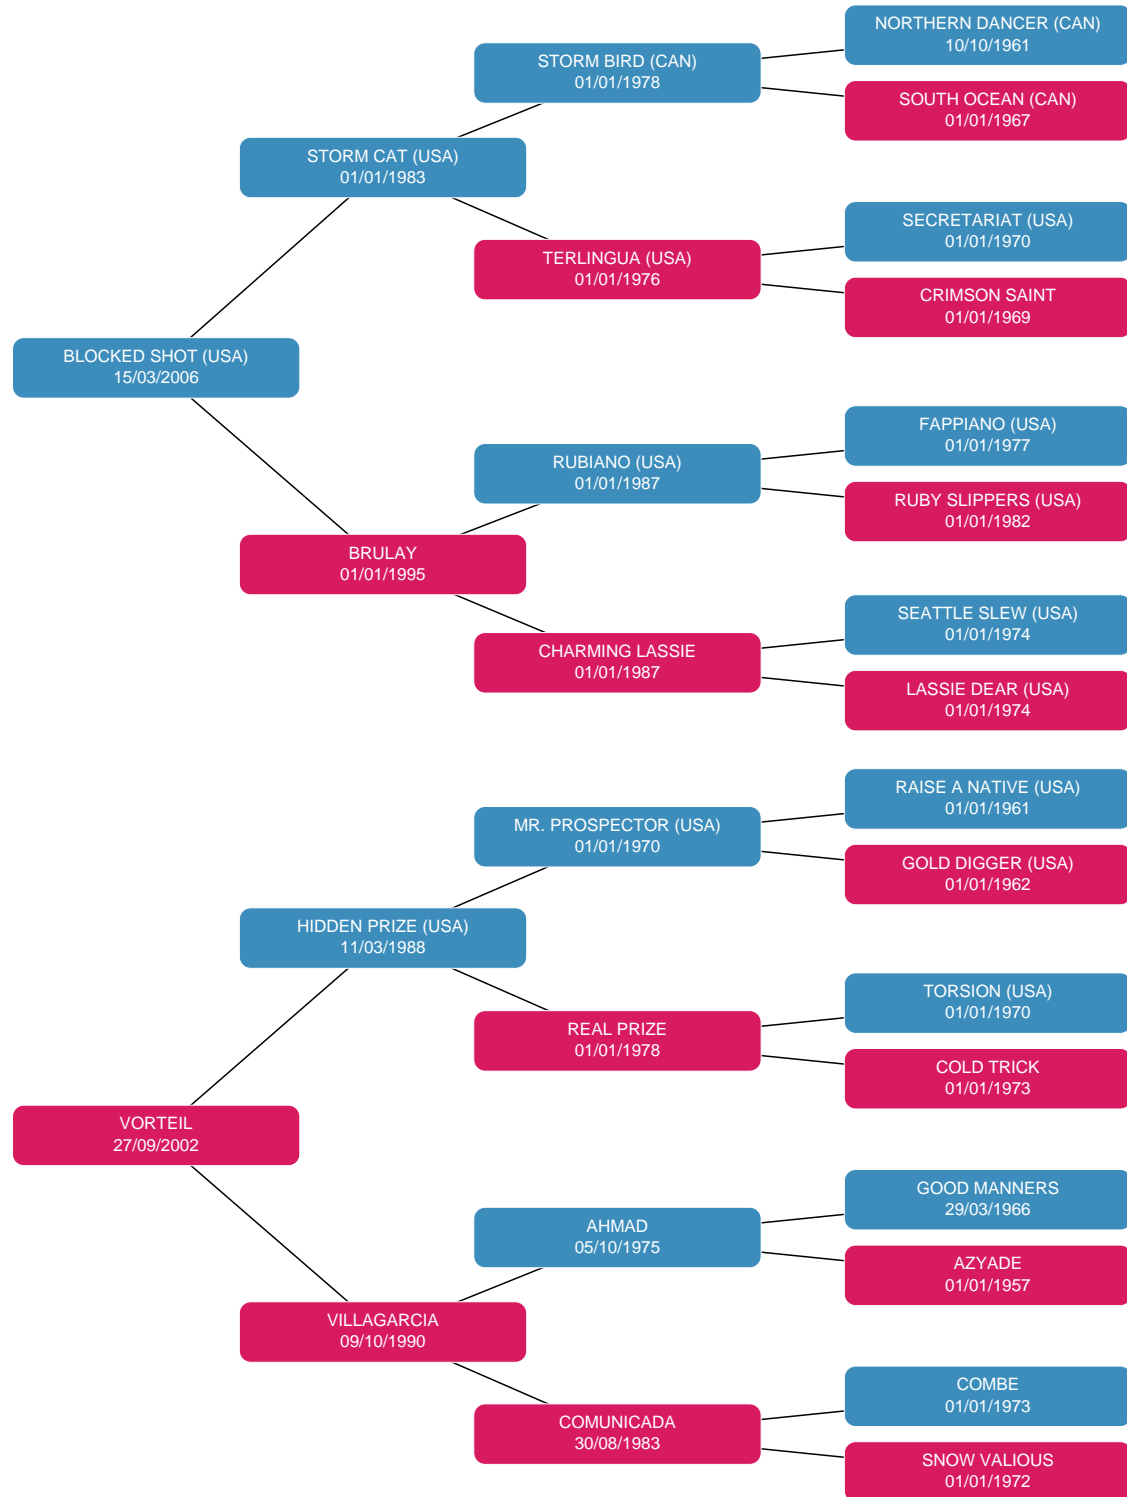 NORTHERN DANCER (CAN)
10/10/1961
STORM BIRD (CAN)
01/01/1978
SOUTH OCEAN (CAN)
01/01/1967
STORM CAT (USA)
01/01/1983
SECRETARIAT (USA)
01/01/1970
TERLINGUA (USA)
01/01/1976
CRIMSON SAINT
01/01/1969
BLOCKED SHOT (USA)
15/03/2006
FAPPIANO (USA)
01/01/1977
RUBIANO (USA)
01/01/1987
RUBY SLIPPERS (USA)
01/01/1982
BRULAY
01/01/1995
SEATTLE SLEW (USA)
01/01/1974
CHARMING LASSIE
01/01/1987
LASSIE DEAR (USA)
01/01/1974
RAISE A NATIVE (USA)
01/01/1961
MR. PROSPECTOR (USA)
01/01/1970
GOLD DIGGER (USA)
01/01/1962
HIDDEN PRIZE (USA)
11/03/1988
TORSION (USA)
01/01/1970
REAL PRIZE
01/01/1978
COLD TRICK
01/01/1973
VORTEIL
27/09/2002
GOOD MANNERS
29/03/1966
AHMAD
05/10/1975
AZYADE
01/01/1957
VILLAGARCIA
09/10/1990
COMBE
01/01/1973
COMUNICADA
30/08/1983
SNOW VALIOUS
01/01/1972